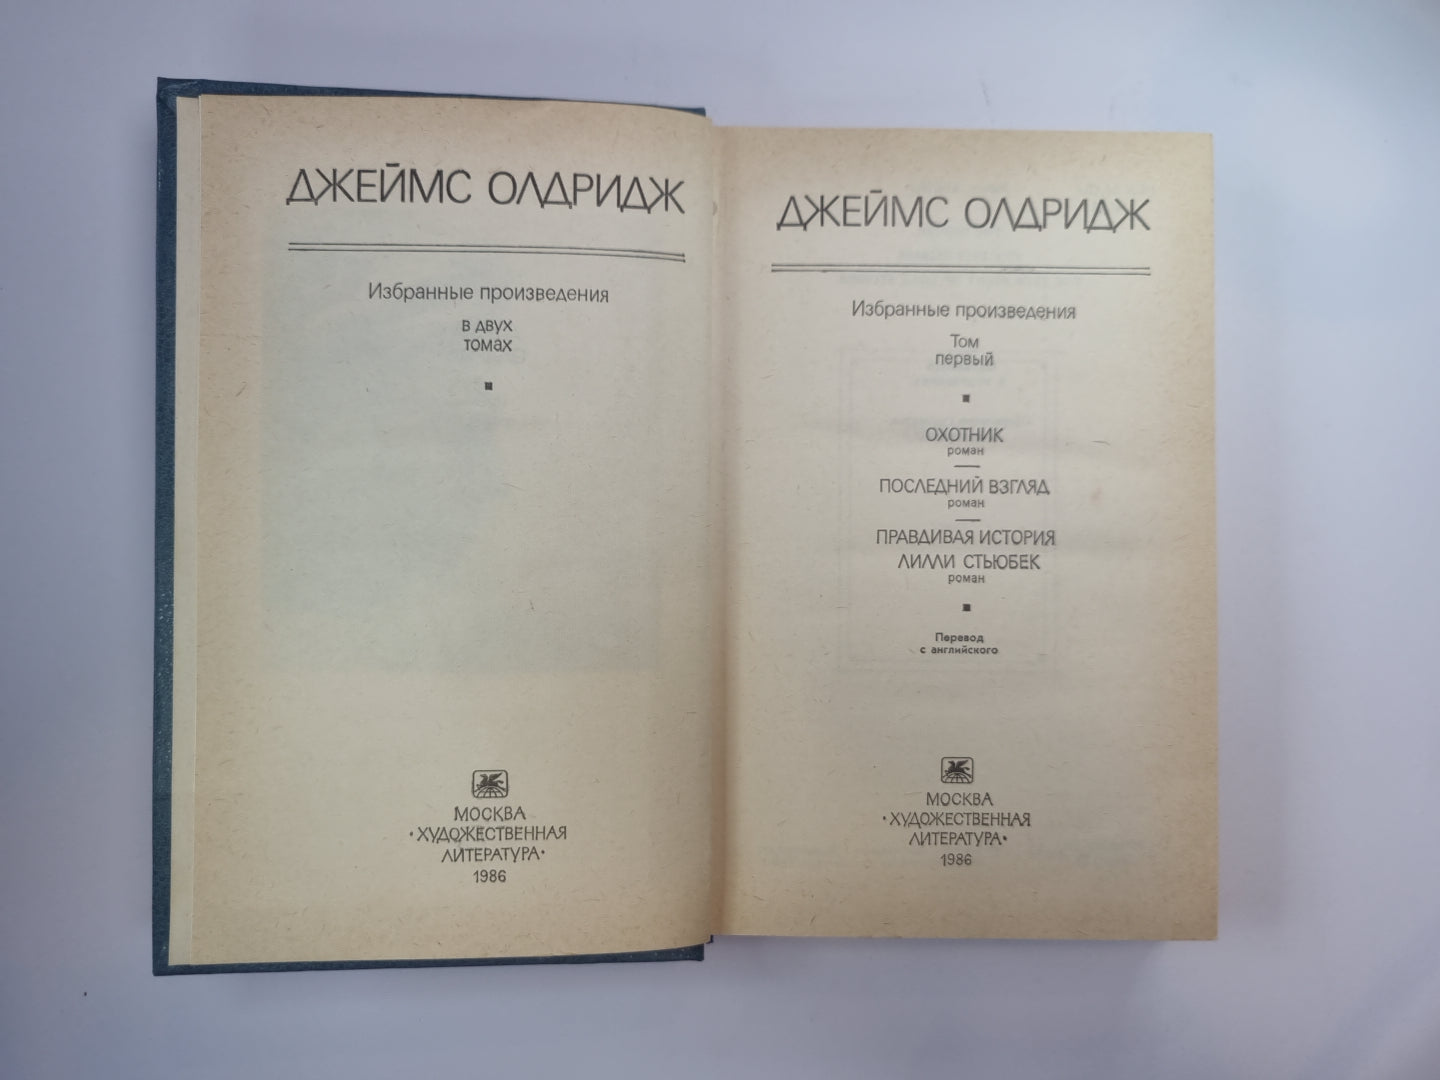 ДЖЕЙМС ОЛДРИДЖ
Избранные произведения
в двух
томах
МОСКВА
«ХУДОЖЕСТВЕННАЯ
ЛИТЕРАТУРА»
1986
ДЖЕЙМС ОЛДРИДЖ
Избранные произведения
Том
первый
ОХОТНИК
роман
ПОСЛЕДНИЙ ВЗГЛЯД
роман
ПРАВДИВАЯ ИСТОРИЯ
ЛИЛЛИ СТЬЮБЕК
роман
Перевод
с английского
МОСКВА
«ХУДОЖЕСТВЕННАЯ
ЛИТЕРАТУРА»
1986